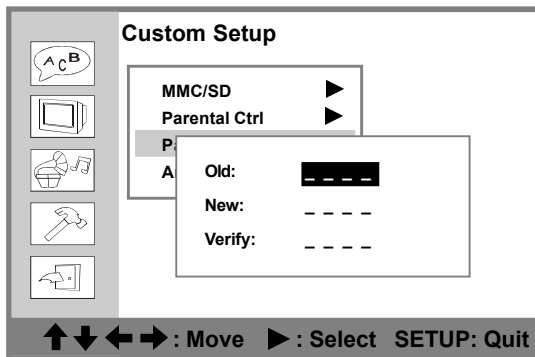 Custom Setup
A C B
MMC/SD ▶
Parental Ctrl ▶
Old: _ _ _ _
New: _ _ _ _
Verify: _ _ _ _
: Move ▶ : Select SETUP: Quit